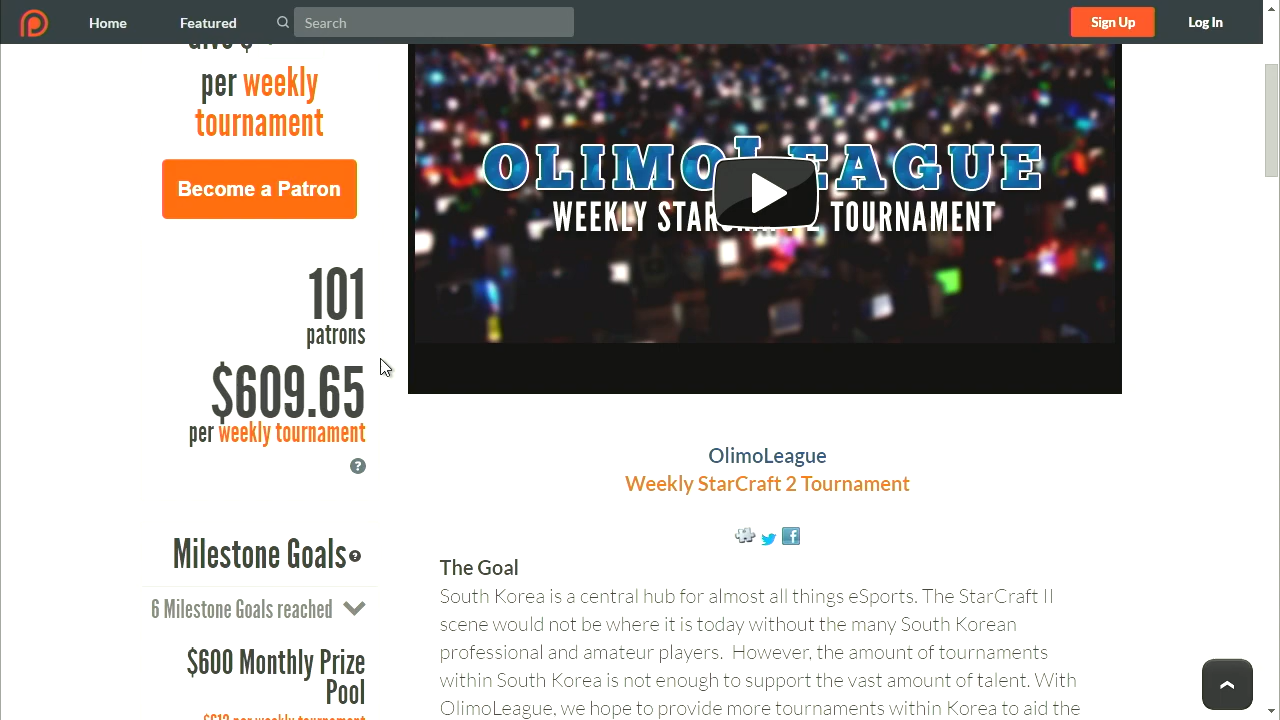 Home
Featured
Search
Sign Up
Log In
per weekly
tournament
Become a Patron
101
patrons
$609.65
per weekly tournament
?
Milestone Goals?
6 Milestone Goals reached
$600 Monthly Prize
Pool
OLIMOLEAGUE
WEEKLY STARCRAFT 2 TOURNAMENT
OlimoLeague
Weekly StarCraft 2 Tournament
The Goal
South Korea is a central hub for almost all things eSports. The StarCraft II
scene would not be where it is today without the many South Korean
professional and amateur players. However, the amount of tournaments
within South Korea is not enough to support the vast amount of talent. With
OlimoLeague, we hope to provide more tournaments within Korea to aid the